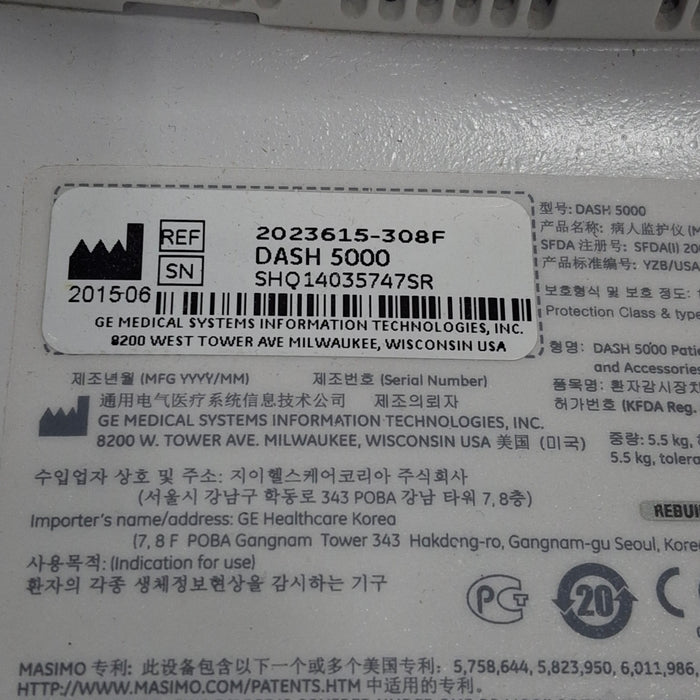 REF 2023615-308F
DASH 5000
SN SHQ14035747SR
2015-06
GE MEDICAL SYSTEMS INFORMATION TECHNOLOGIES, INC.
8200 WEST TOWER AVE MILWAUKEE, WISCONSIN USA
型号: DASH 5000
产品名称: 病人监护仪 (M
SFDA 注册号: SFDA(I) 200
产品标准编号: YZB/USA
보호형식 및 보호 정도:
Protection Class & type
형명: DASH 5000 Patie
and Accessories
품목명: 환자감시장치
허가번호 (KFDA Reg.
중량: 5.5 kg,
5.5 kg, tolera
제조년월 (MFG YYYY/MM) 제조번호 (Serial Number)
通用电气医疗系统信息技术公司 제조의뢰자
GE MEDICAL SYSTEMS INFORMATION TECHNOLOGIES, INC.
8200 W. TOWER AVE. MILWAUKEE, WISCONSIN USA 美国 (미국)
수입업자 상호 및 주소: 지이헬스케어코리아 주식회사
(서울시 강남구 학동로 343 POBA 강남 타워 7, 8층)
REBUI
Importer's name/address: GE Healthcare Korea
(7, 8 F POBA Gangnam Tower 343 Hakdong-ro, Gangnam-gu Seoul, Kore
사용목적: (Indication for use)
환자의 각종 생체정보현상을 감시하는 기구
20
MASIMO 专利: 此设备包含以下一个或多个美国专利: 5,758,644, 5,823,950, 6,011,986,
HTTP://WWW.MASIMO.COM/PATENTS.HTM 中适用的专利.